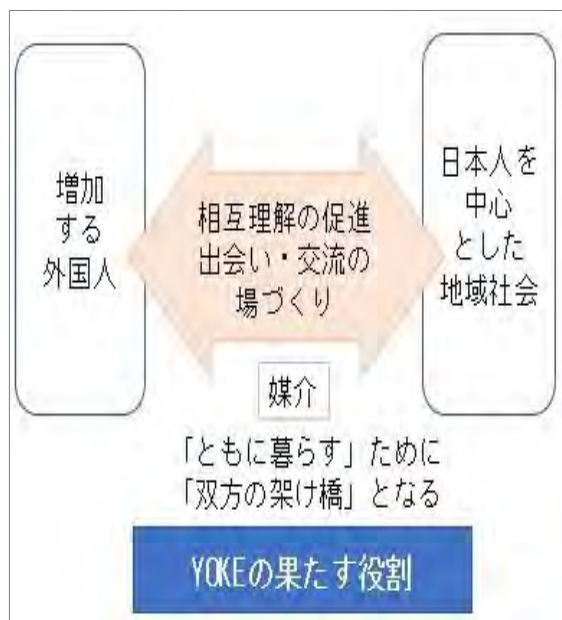 増加
する
外国人
相互理解の促進
出会い・交流の
場づくり
日本人を
中心
とした
地域社会
媒介
「ともに暮らす」ために
「双方の架け橋」となる
YOKEの果たす役割